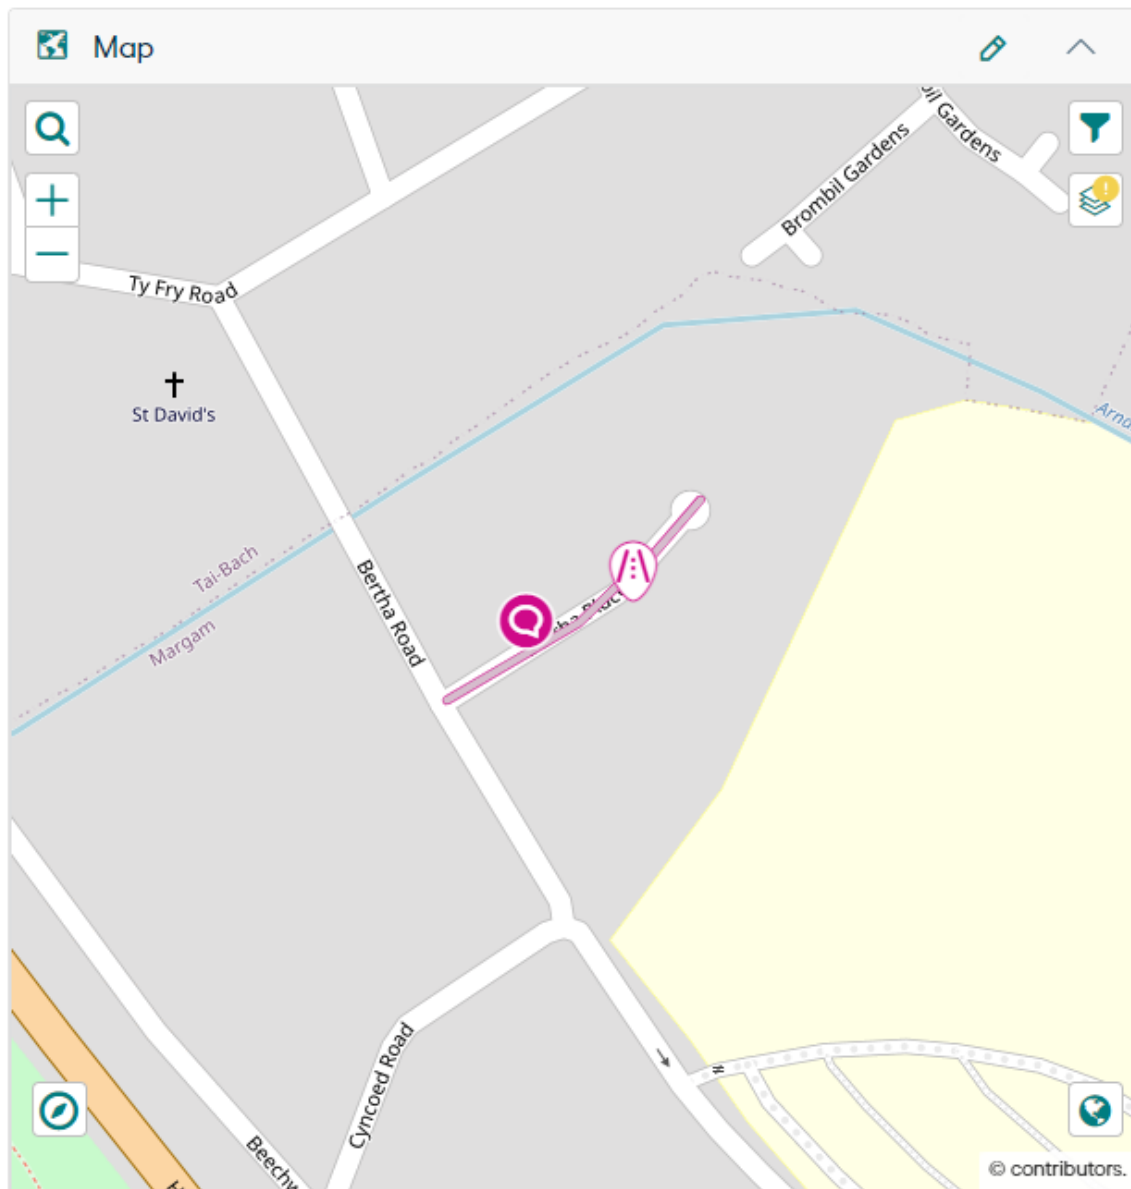 Map
Brombil Gardens
Gardens
Ty Fry Road
St David's
Tai-Bach
Margam
Bertha Road
Cyncoed Road
© contributors.